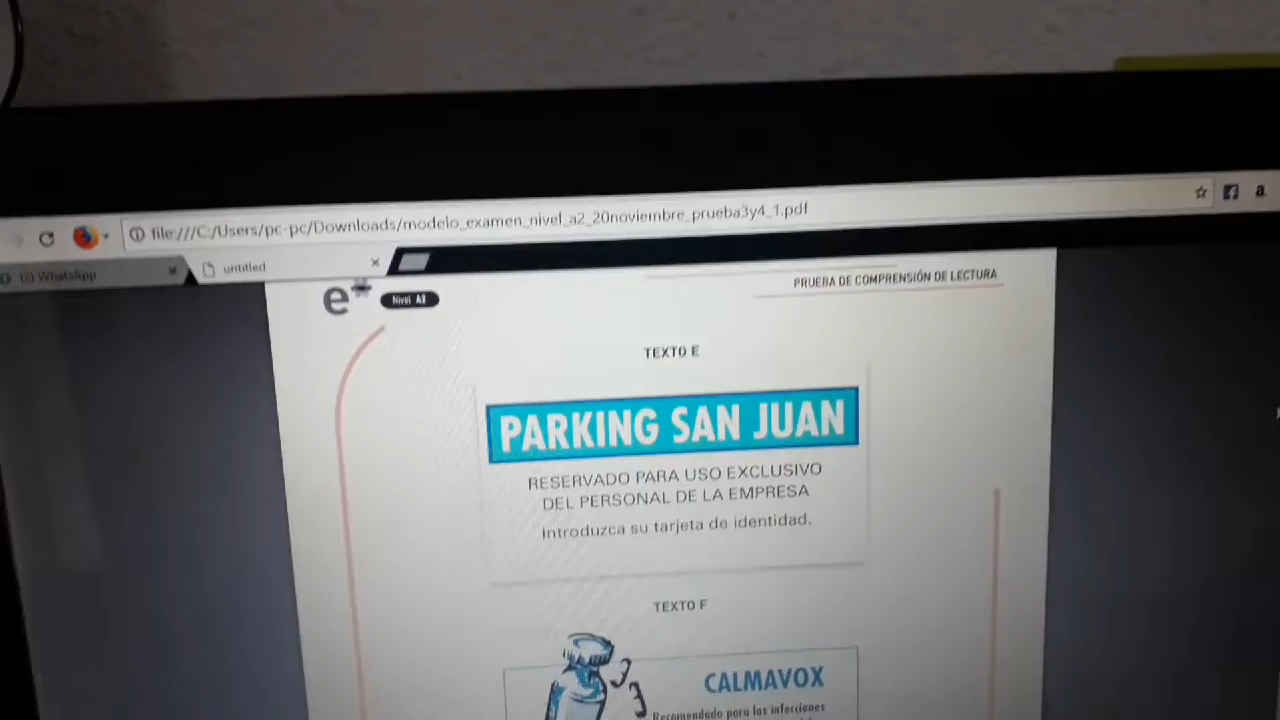 file:///C:/Users/pc-pc/Downloads/modelo_examen_nivel_a2_20noviembre_prueba3y4_1.pdf
WhatsApp
untitled
e
Nivel A2
PRUEBA DE COMPRENSIÓN DE LECTURA
TEXTO E
PARKING SAN JUAN
RESERVADO PARA USO EXCLUSIVO
DEL PERSONAL DE LA EMPRESA
Introduzca su tarjeta de identidad.
TEXTO F
CALMAVOX
Recomendado para las infecciones